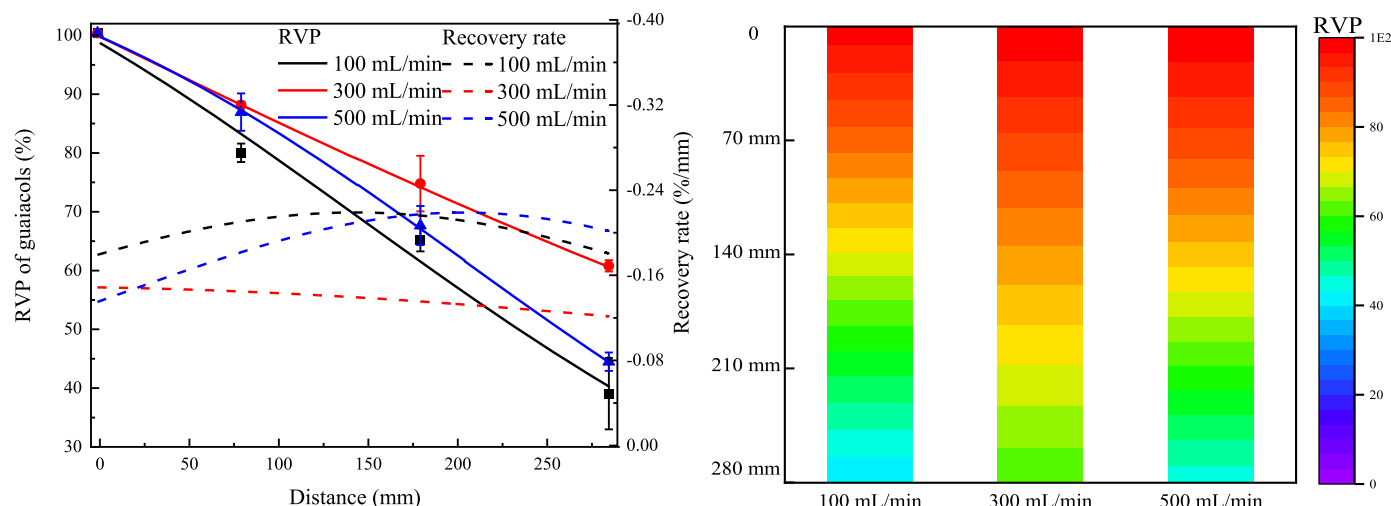 RVP Recovery rate
100 mL/min 100 mL/min
300 mL/min 300 mL/min
500 mL/min 500 mL/min
RVP of guaiacols (%)
100
90
80
70
60
50
40
30
0 50 100 150 200 250
Distance (mm)
-0.40
-0.32
-0.24
-0.16
-0.08
0.00
Recovery rate (%/mm)
0
70 mm
140 mm
210 mm
280 mm
100 mL/min 300 mL/min 500 mL/min
RVP
1E2
80
60
40
20
0